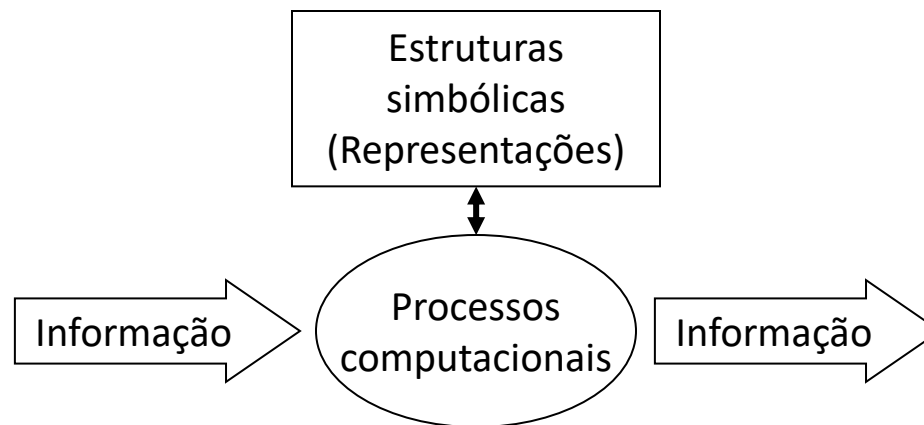 Estruturas
simbólicas
(Representações)
Informação
Processos
computacionais
Informação